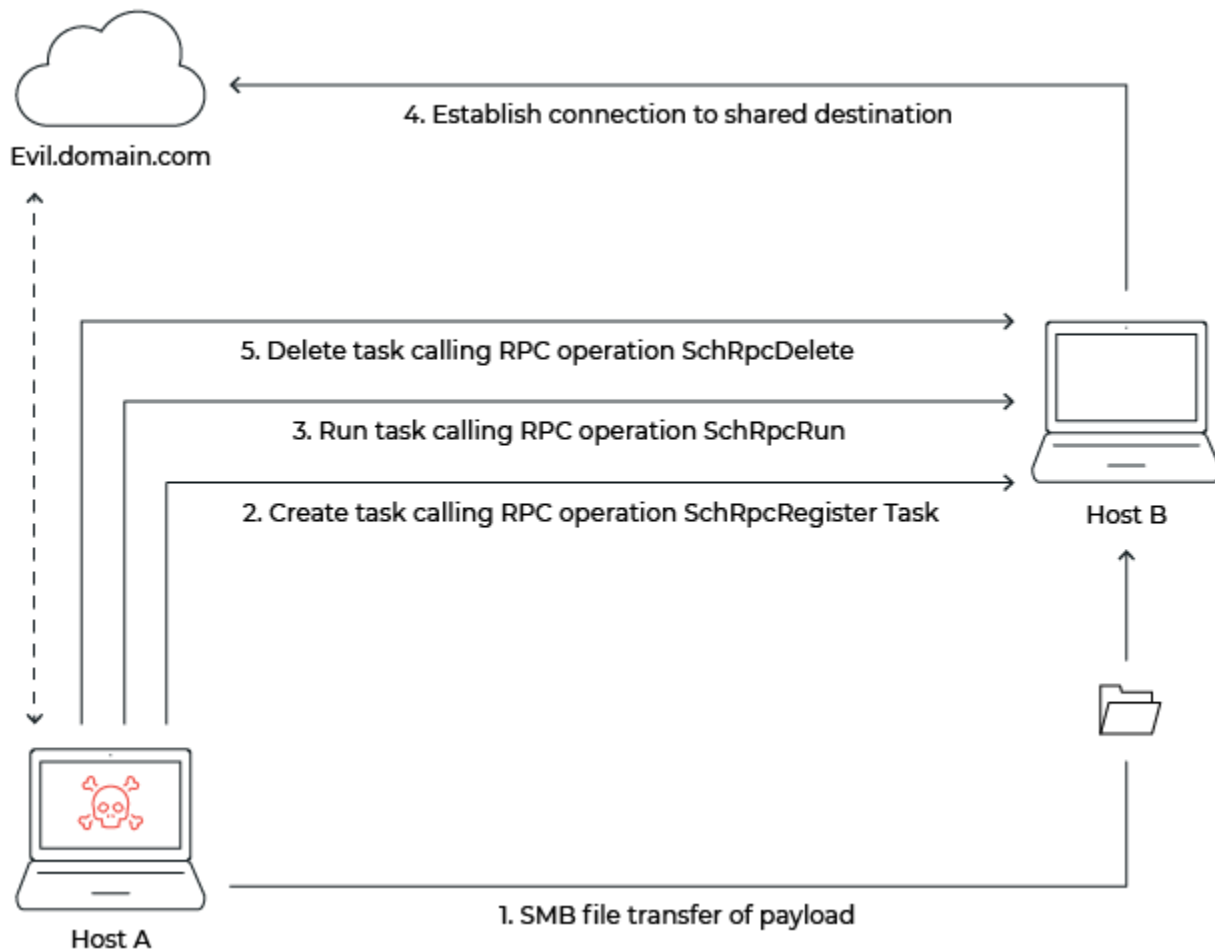 4. Establish connection to shared destination
Evil.domain.com
5. Delete task calling RPC operation SchRpcDelete
3. Run task calling RPC operation SchRpcRun
2. Create task calling RPC operation SchRpcRegister Task
Host B
1. SMB file transfer of payload
Host A